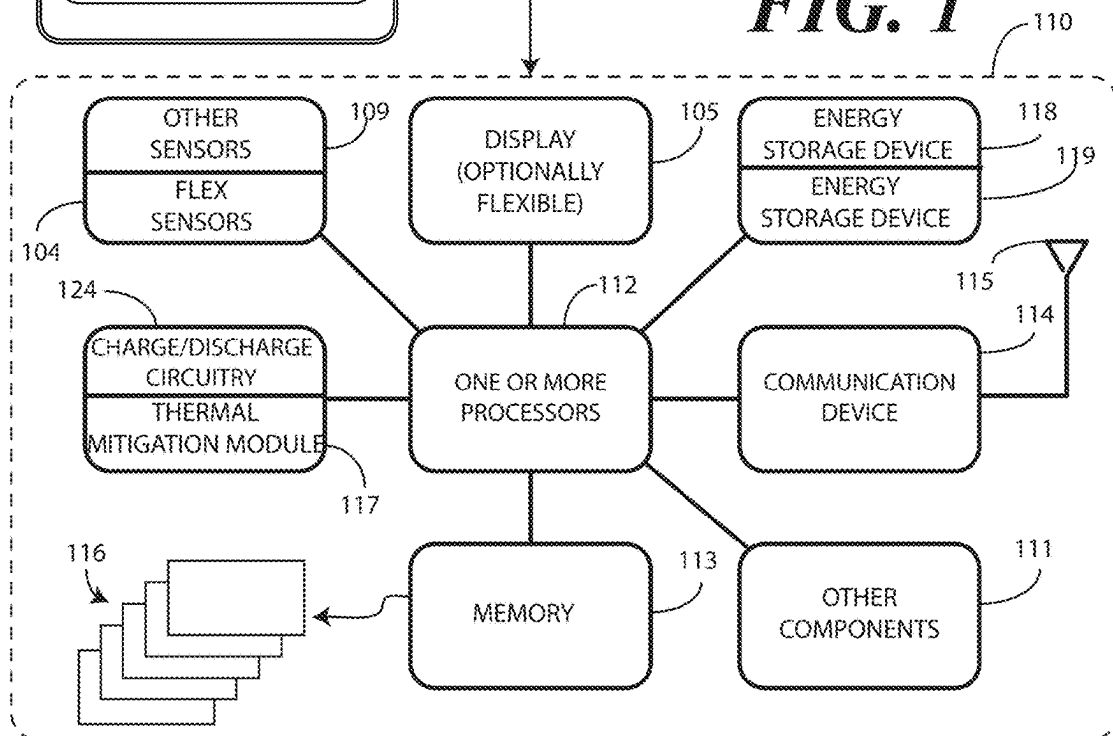 FIG. 1
110
OTHER
SENSORS
109
FLEX
SENSORS
104
DISPLAY
(OPTIONALLY
FLEXIBLE)
105
ENERGY
STORAGE DEVICE
118
119
ENERGY
STORAGE DEVICE
124
CHARGE/DISCHARGE
CIRCUITRY
THERMAL
MITIGATION MODULE
117
112
ONE OR MORE
PROCESSORS
115
114
COMMUNICATION
DEVICE
116
MEMORY
113
OTHER
COMPONENTS
111